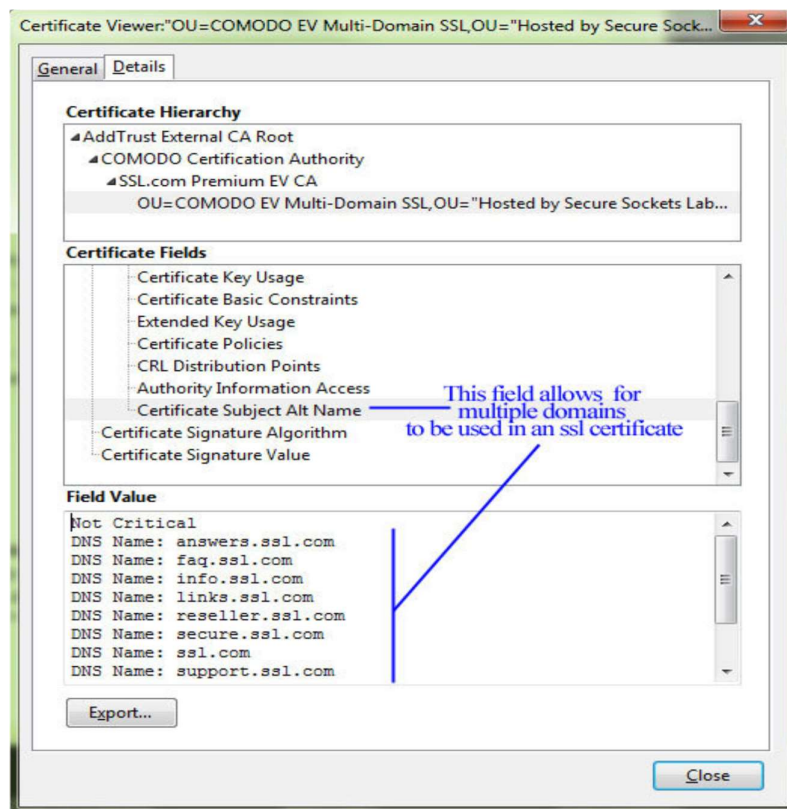 Certificate Viewer:"OU=COMODO EV Multi-Domain SSL,OU="Hosted by Secure Sock...
General
Details
Certificate Hierarchy
AddTrust External CA Root
COMODO Certification Authority
SSL.com Premium EV CA
OU=COMODO EV Multi-Domain SSL,OU="Hosted by Secure Sockets Lab...
Certificate Fields
Certificate Key Usage
Certificate Basic Constraints
Extended Key Usage
Certificate Policies
CRL Distribution Points
Authority Information Access
Certificate Subject Alt Name
Certificate Signature Algorithm
Certificate Signature Value
This field allows for
multiple domains
to be used in an ssl certificate
Field Value
Not Critical
DNS Name: answers.ssl.com
DNS Name: faq.ssl.com
DNS Name: info.ssl.com
DNS Name: links.ssl.com
DNS Name: reseller.ssl.com
DNS Name: secure.ssl.com
DNS Name: ssl.com
DNS Name: support.ssl.com
Export...
Close